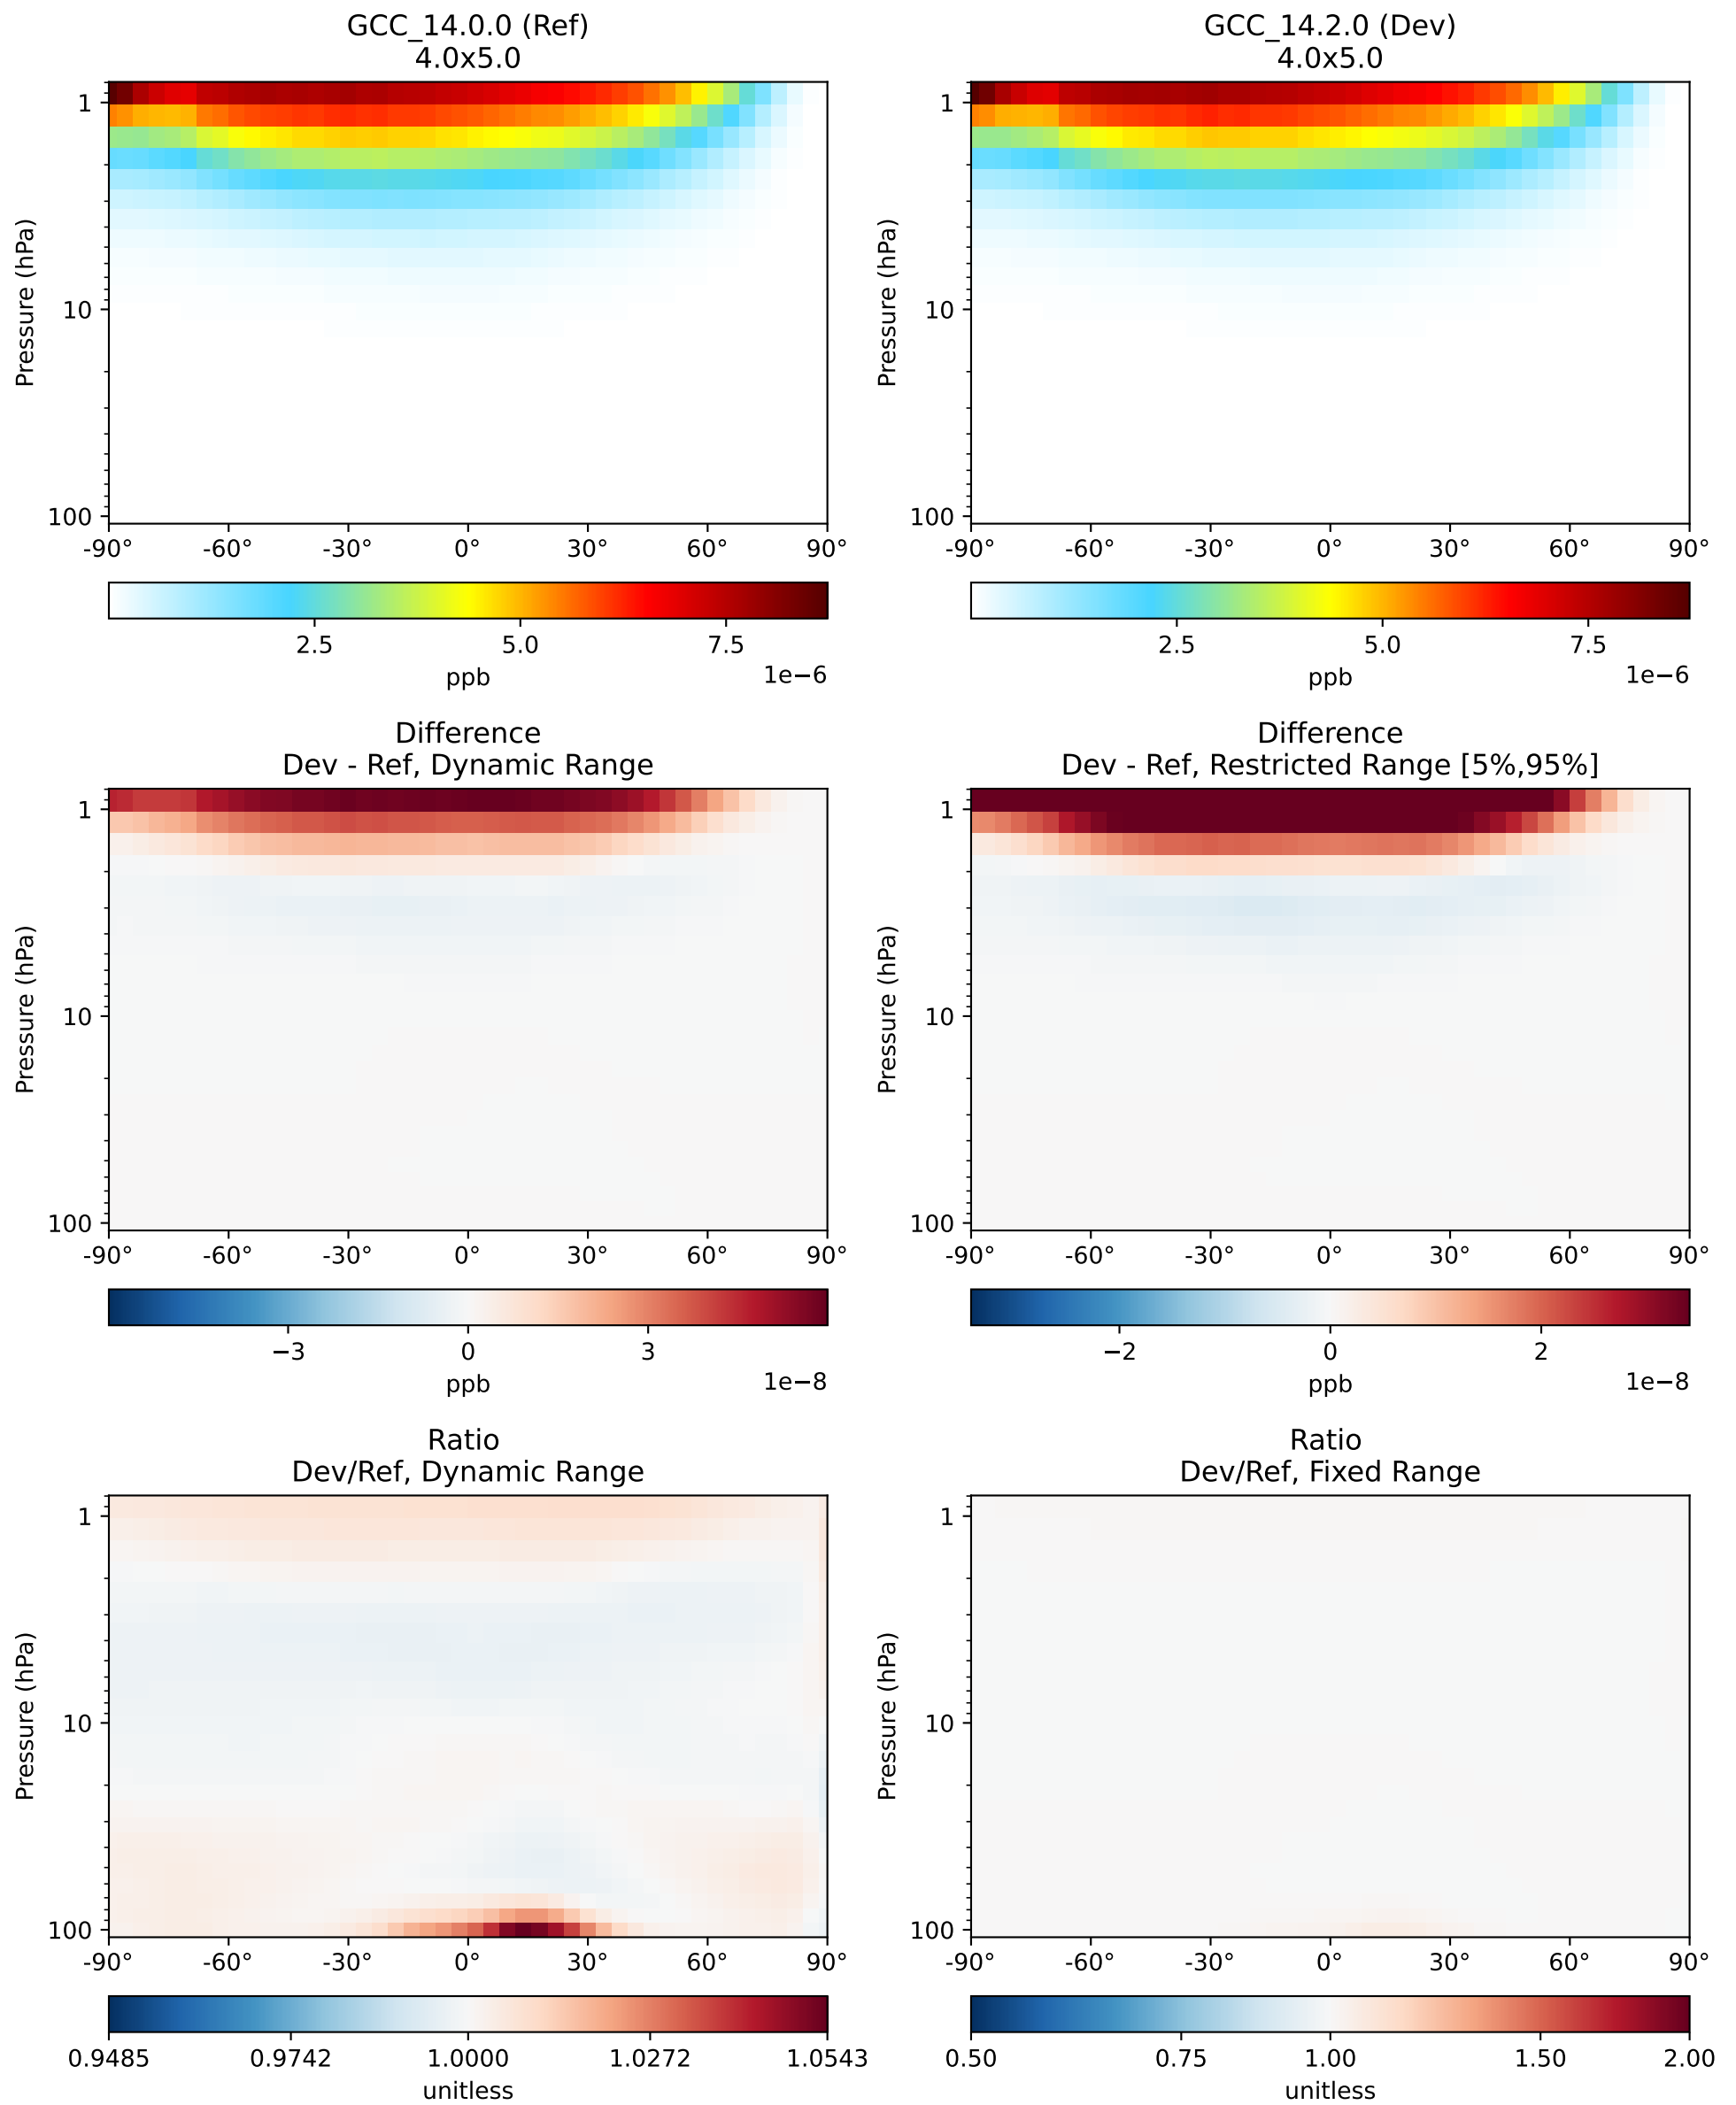 GCC_14.0.0 (Ref)
4.0x5.0
Pressure (hPa)
1
10
100
-90° -60° -30° 0° 30° 60° 90°
2.5 5.0 7.5
ppb
1e−6
GCC_14.2.0 (Dev)
4.0x5.0
Pressure (hPa)
1
10
100
-90° -60° -30° 0° 30° 60° 90°
2.5 5.0 7.5
ppb
1e−6
Difference
Dev - Ref, Dynamic Range
Pressure (hPa)
1
10
100
-90° -60° -30° 0° 30° 60° 90°
−3 0 3
ppb
1e−8
Difference
Dev - Ref, Restricted Range [5%,95%]
Pressure (hPa)
1
10
100
-90° -60° -30° 0° 30° 60° 90°
−2 0 2
ppb
1e−8
Ratio
Dev/Ref, Dynamic Range
Pressure (hPa)
1
10
100
-90° -60° -30° 0° 30° 60° 90°
0.9485 0.9742 1.0000 1.0272 1.0543
unitless
Ratio
Dev/Ref, Fixed Range
Pressure (hPa)
1
10
100
-90° -60° -30° 0° 30° 60° 90°
0.50 0.75 1.00 1.50 2.00
unitless